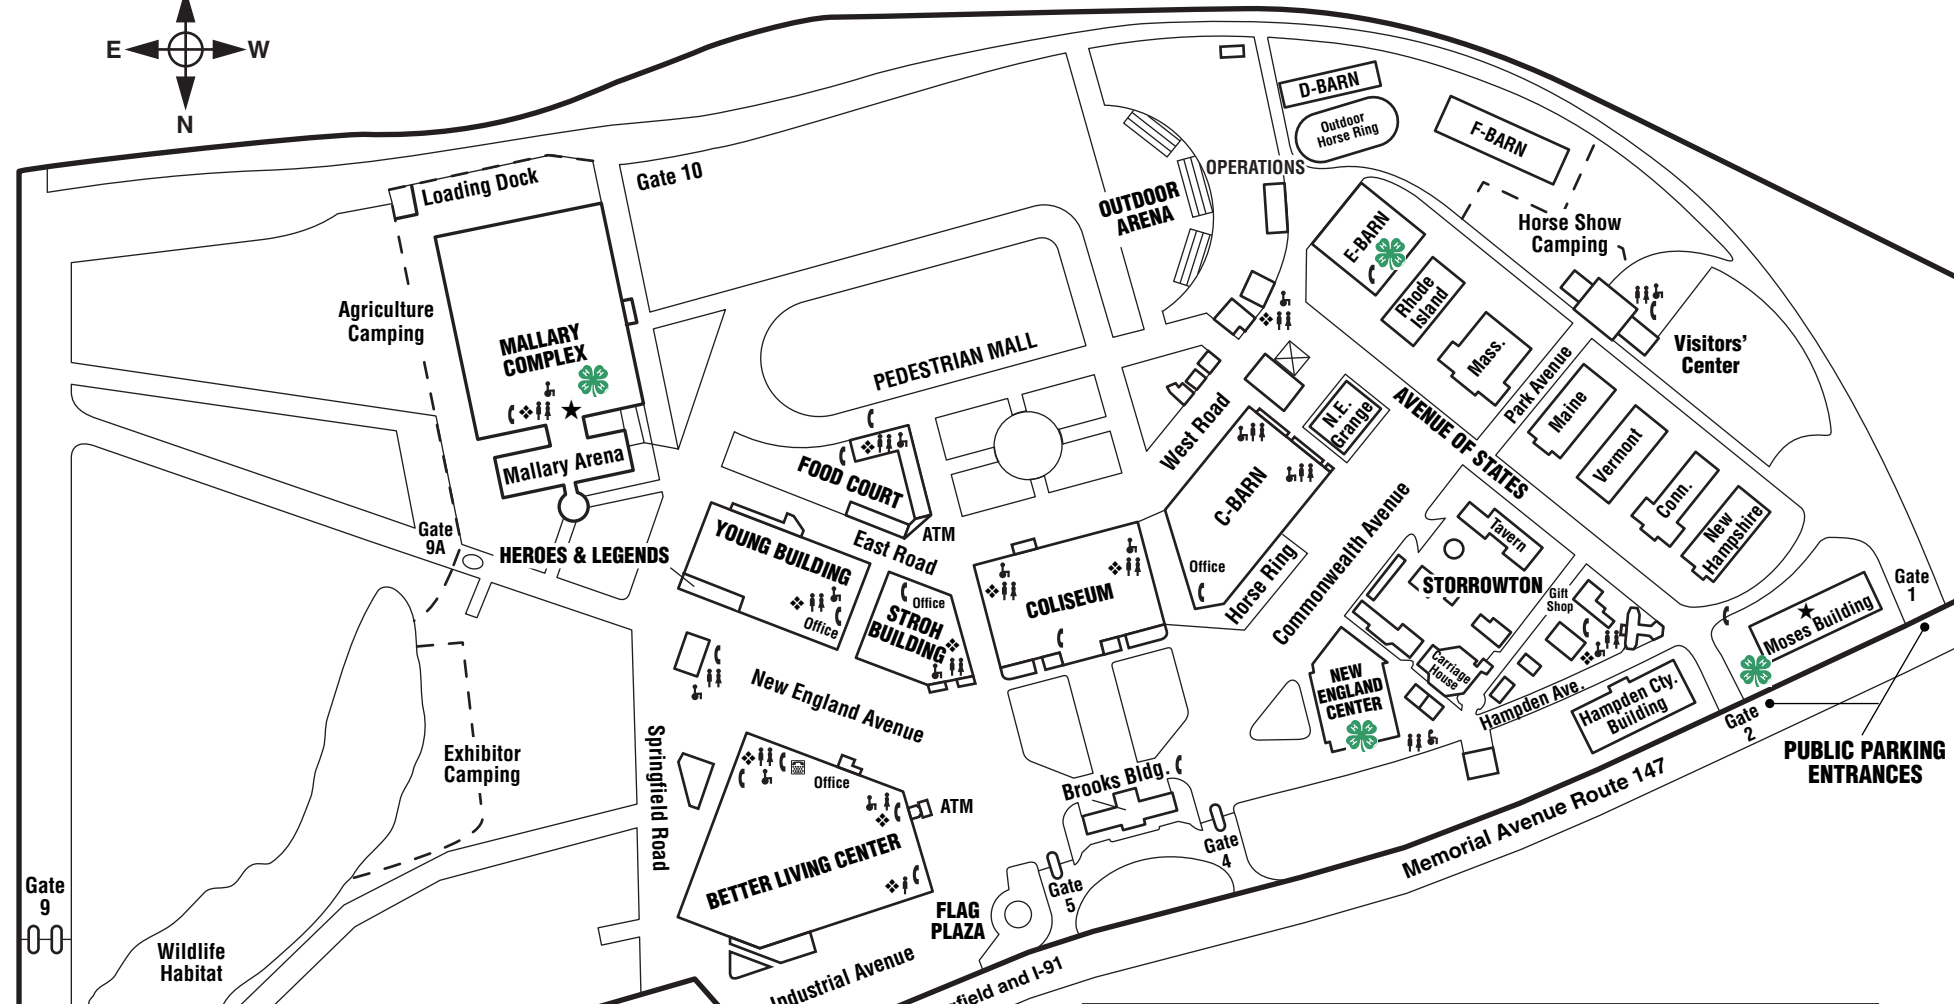 E
W
N
Loading Dock
Gate 10
D-BARN
Outdoor
Horse Ring
F-BARN
OPERATIONS
OUTDOOR
ARENA
E-BARN
Horse Show
Camping
Rhode
Island
Agriculture
Camping
MALLARY
COMPLEX
Mass.
Visitors'
Center
PEDESTRIAN MALL
Park Avenue
N.E.
Grange
AVENUE OF STATES
Maine
West Road
Vermont
Mallary Arena
FOOD COURT
C-BARN
Conn.
New
Hampshire
Tavern
Commonwealth Avenue
Gate
9A
HEROES & LEGENDS
YOUNG BUILDING
Office
ATM
East Road
Office
STROH
BUILDING
COLISEUM
Office
Horse Ring
STORROWTON
Gift
Shop
Gate
1
Moses Building
Carriage
House
NEW
ENGLAND
CENTER
Hampden Ave.
Hampden Cty.
Building
Gate
2
PUBLIC PARKING
ENTRANCES
New England Avenue
Springfield Road
Exhibitor
Camping
Office
ATM
BETTER LIVING CENTER
Brooks Bldg.
Gate
4
Gate
5
Memorial Avenue Route 147
FLAG
PLAZA
Gate
9
Wildlife
Habitat
Industrial Avenue
field and I-91